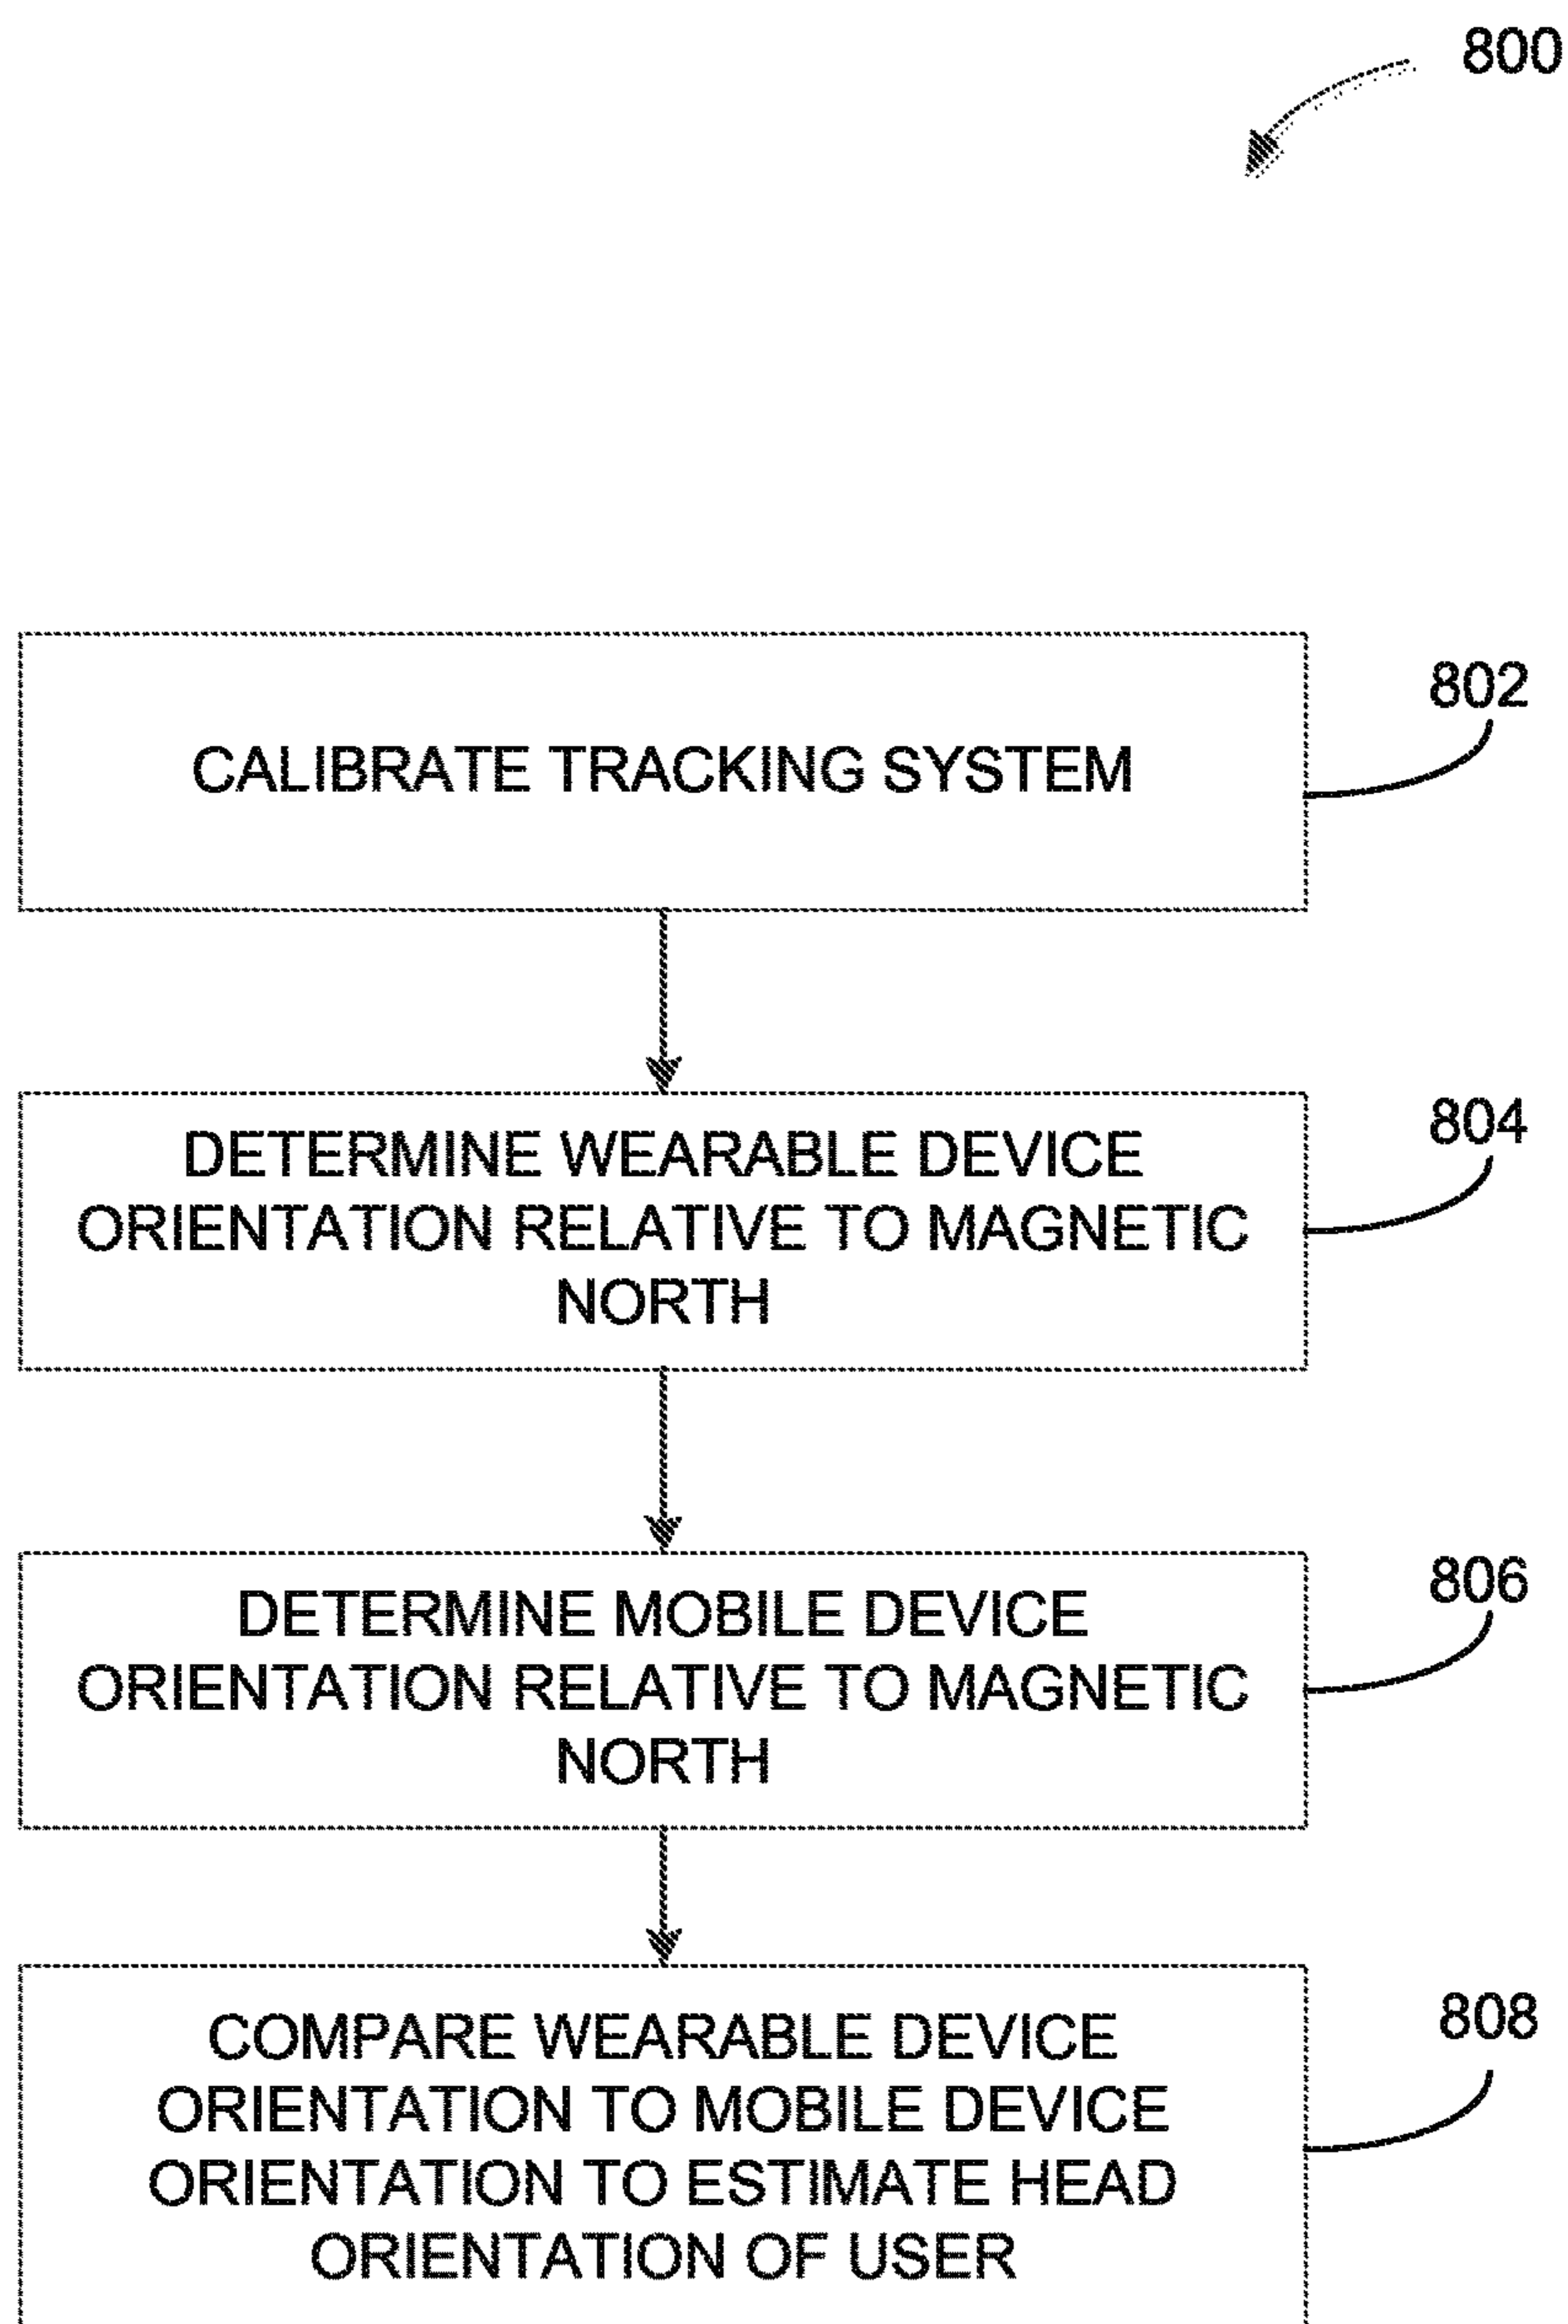 800
802
CALIBRATE TRACKING SYSTEM
804
DETERMINE WEARABLE DEVICE
ORIENTATION RELATIVE TO MAGNETIC
NORTH
806
DETERMINE MOBILE DEVICE
ORIENTATION RELATIVE TO MAGNETIC
NORTH
808
COMPARE WEARABLE DEVICE
ORIENTATION TO MOBILE DEVICE
ORIENTATION TO ESTIMATE HEAD
ORIENTATION OF USER